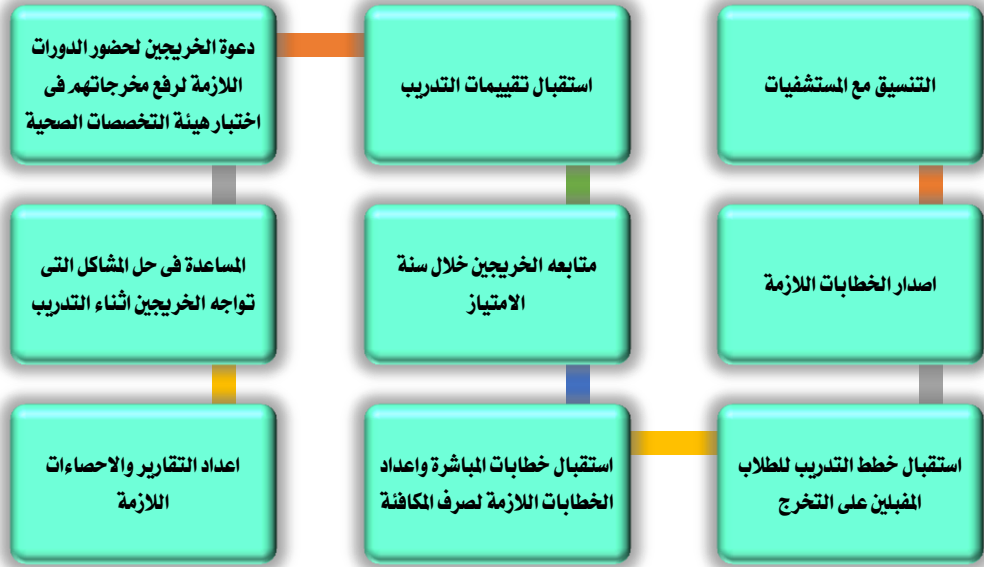 التنسيق مع المستشفيات
اصدار الخطابات اللازمة
استقبال خطط التدريب للطلاب
المفبلين على التخرج
استقبال خطابات المباشرة واعداد
الخطابات اللازمة لصرف المكافئة
متابعه الخريجين خلال سنة
الامتياز
استقبال تقييمات التدريب
دعوة الخريجين لحضور الدورات
اللازمة لرفع مخرجاتهم فى
اختبار هيئة التخصصات الصحية
المساعدة فى حل المشاكل التى
تواجه الخريجين اثناء التدريب
اعداد التقارير والاحصاءات
اللازمة